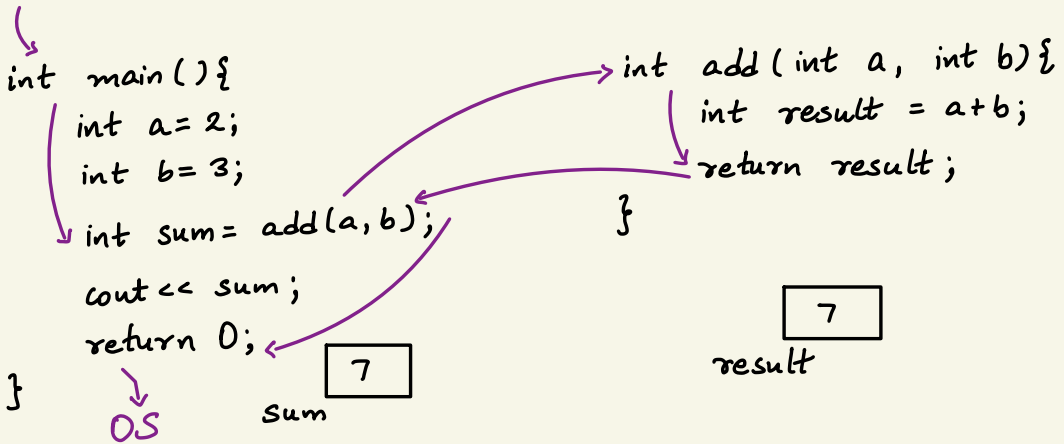 int main(){
int a=2;
int b=3;
int sum= add(a,b);
cout<< sum;
return 0;
}
OS
7
sum
int add(int a, int b){
int result = a+b;
return result;
}
7
result